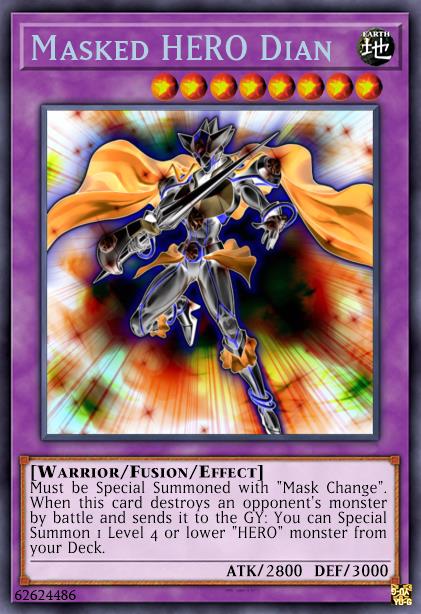 MASKED HERO DIAN
EARTH
地
[WARRIOR/FUSION/EFFECT]
Must be Special Summoned with "Mask Change".
When this card destroys an opponent's monster
by battle and sends it to the GY: You can Special
Summon 1 Level 4 or lower "HERO" monster from
your Deck.
ATK/2800 DEF/3000
62624486